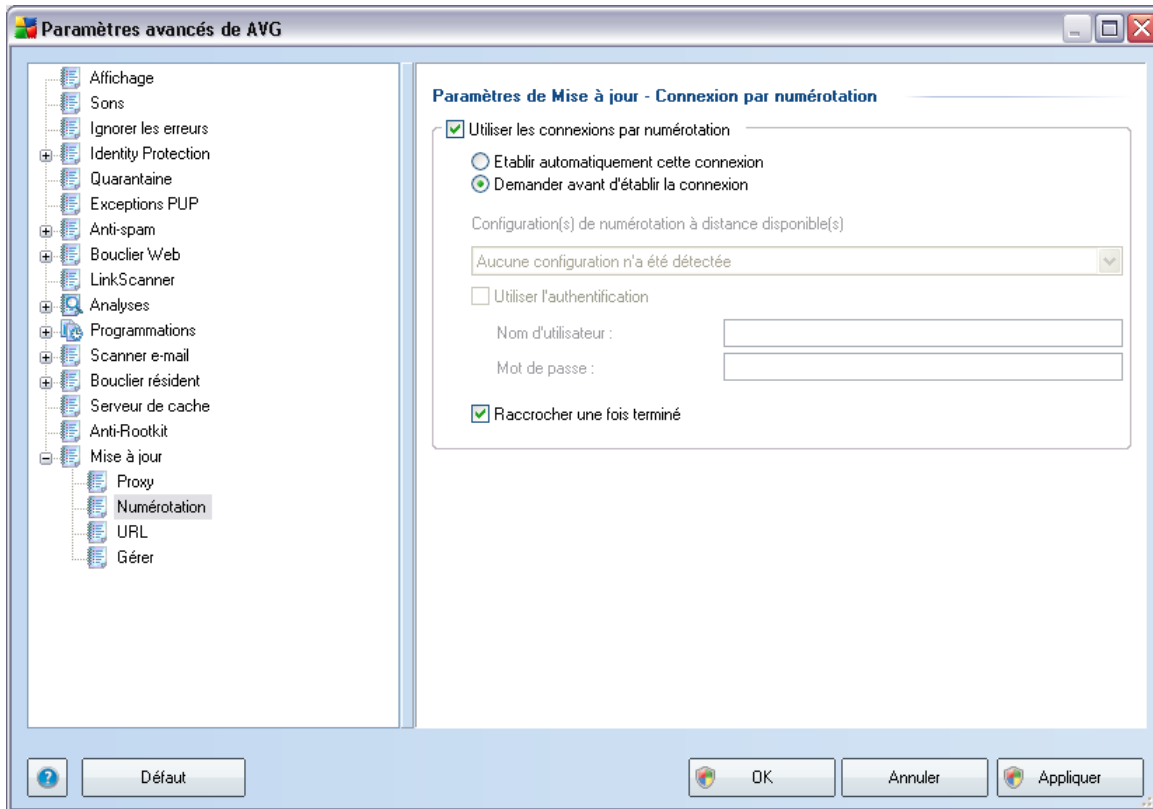 Paramètres avancés de AVG
Affichage
Sons
Ignorer les erreurs
Identity Protection
Quarantaine
Exceptions PUP
Anti-spam
Bouclier Web
LinkScanner
Analyses
Programmations
Scanner e-mail
Bouclier résident
Serveur de cache
Anti-Rootkit
Mise à jour
Proxy
Numérotation
URL
Gérer
Paramètres de Mise à jour - Connexion par numérotation
Utiliser les connexions par numérotation
Etablir automatiquement cette connexion
Demander avant d'établir la connexion
Configuration(s) de numérotation à distance disponible(s)
Aucune configuration n'a été détectée
Utiliser l'authentification
Nom d'utilisateur :
Mot de passe :
Raccrocher une fois terminé
Défaut
OK
Annuler
Appliquer